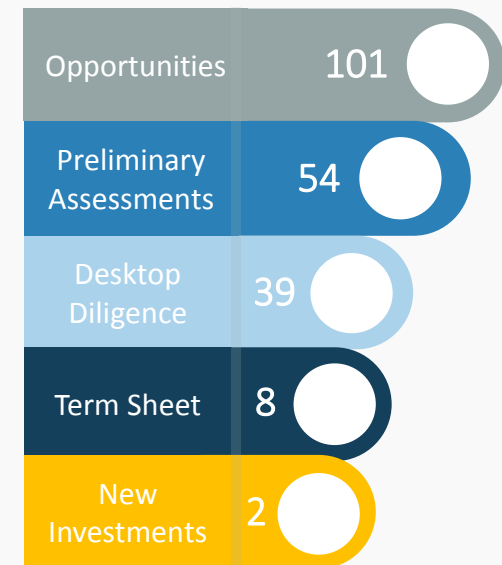 Opportunities 101
Preliminary
Assessments 54
Desktop
Diligence 39
Term Sheet 8
New
Investments 2